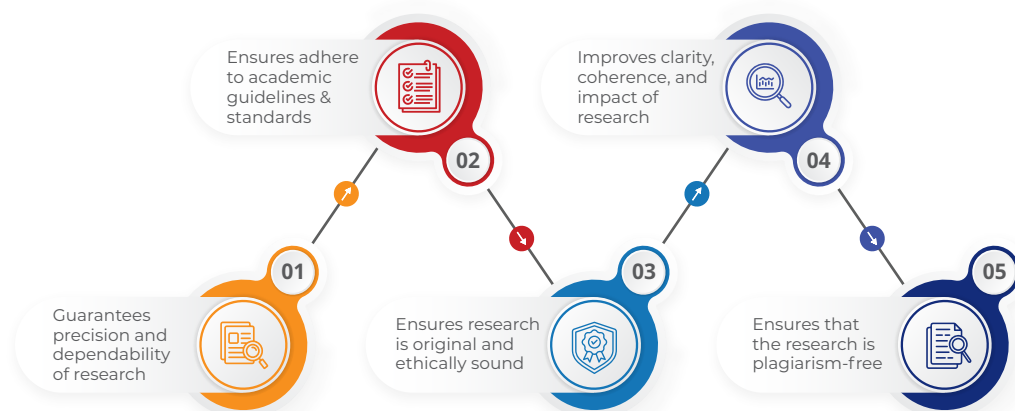 01
Guarantees
precision and
dependability
of research
02
Ensures adhere
to academic
guidelines &
standards
03
Ensures research
is original and
ethically sound
04
Improves clarity,
coherence, and
impact of
research
05
Ensures that
the research is
plagiarism-free